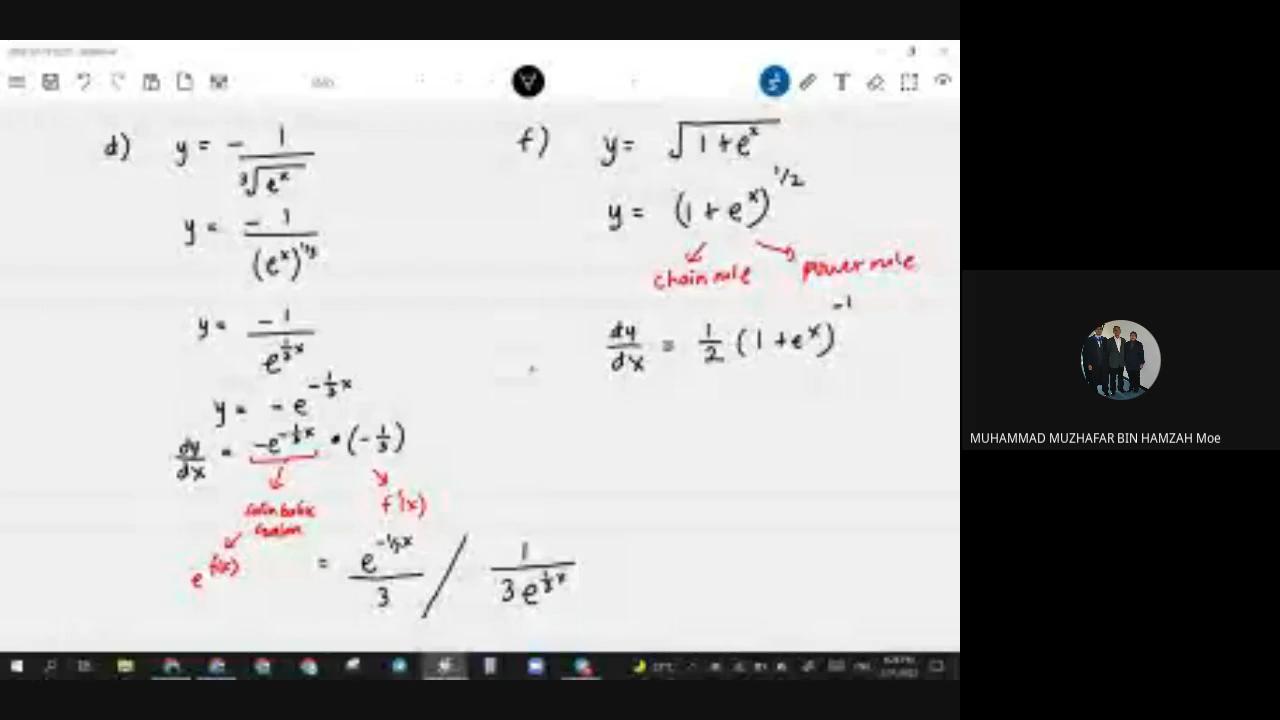 d) y = - 1/∛(e^x)
y = -1/(e^x)^(1/3)
y = -1/e^(1/3 x)
y = -e^(-1/3 x)
dy/dx = -e^(-1/3 x) • (-1/3)
f'(x)
e^f(x)
= e^(-1/3 x)/3 / 1/(3e^(1/3 x))
f) y = √(1+e^x)
y = (1+e^x)^1/2
chain rule
power rule
dy/dx = 1/2 (1+e^x)^-1
MUHAMMAD MUZHAFAR BIN HAMZAH Moe